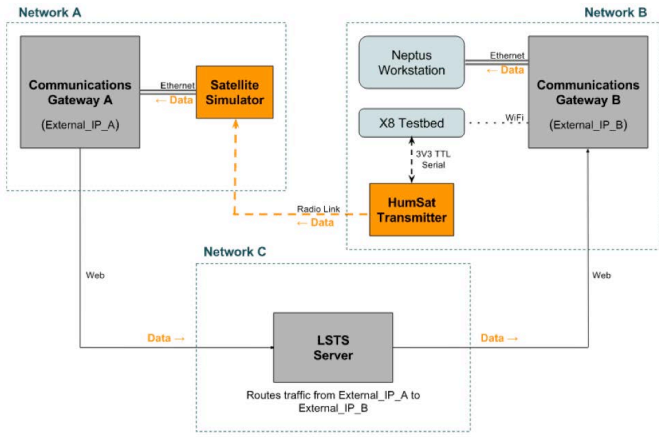 Network A
Network B
Communications
Gateway A
(External_IP_A)
Ethernet
← Data
Satellite
Simulator
Neptus
Workstation
Ethernet
← Data
Communications
Gateway B
(External_IP_B)
X8 Testbed
WiFi
3V3 TTL
Serial
HumSat
Transmitter
Radio Link
← Data
Network C
Web
Web
Data →
LSTS
Server
Data →
Routes traffic from External_IP_A to
External_IP_B